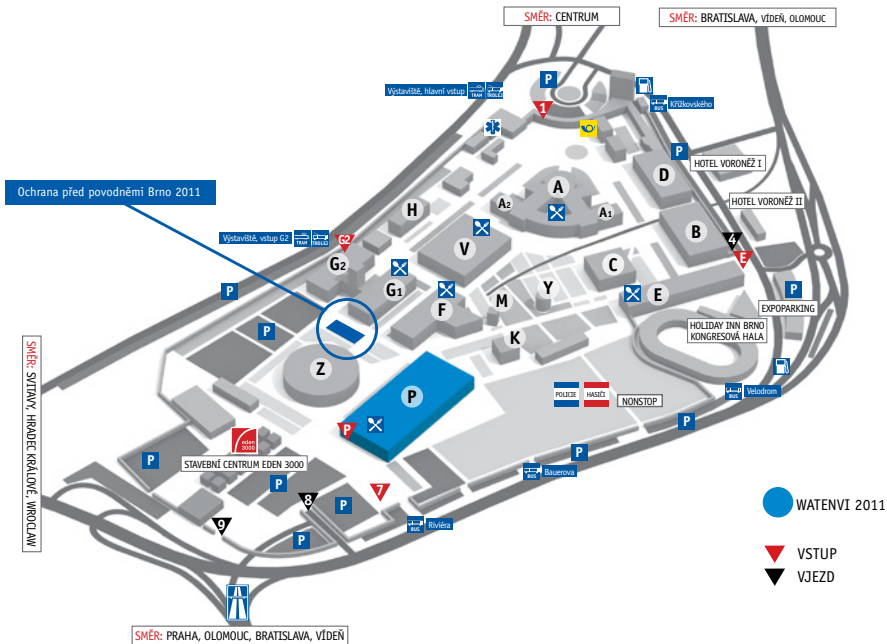 SMĚR: CENTRUM
SMĚR: BRATISLAVA, VÍDEŇ, OLOMOUC
P
Výstaviště, hlavní vstup
TRAM
TROLEJ
1
BUS
Křížkovského
P
HOTEL VORONĚŽ I
D
A
A2
A1
Ochrana před povodněmi Brno 2011
HOTEL VORONĚŽ II
H
B
4
Výstaviště, vstup G2
TRAM
TROLEJ
G2
V
E
G2
C
G1
Y
E
P
P
M
EXPOPARKING
F
P
HOLIDAY INN BRNO
KONGRESOVÁ HALA
K
Z
SMĚR: SVITAVY, HRADEC KRÁLOVÉ, WROCLAW
P
POLICIE
HASIČI
NONSTOP
BUS
Velodrom
P
P
eden
3000
STAVEBNÍ CENTRUM EDEN 3000
P
P
BUS
Bauerova
P
7
8
P
WATENVI 2011
9
BUS
Riviéra
P
VSTUP
VJEZD
SMĚR: PRAHA, OLOMOUC, BRATISLAVA, VÍDEŇ